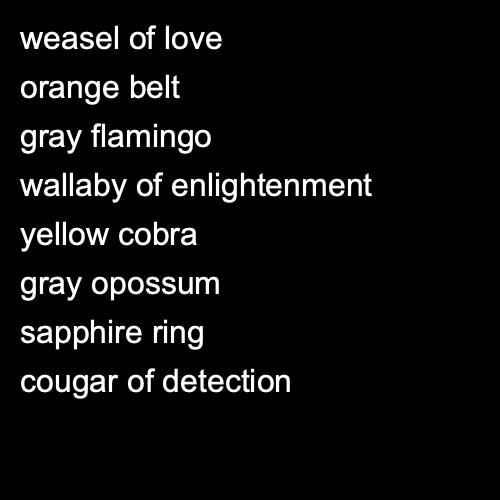 weasel of love
orange belt
gray flamingo
wallaby of enlightenment
yellow cobra
gray opossum
sapphire ring
cougar of detection